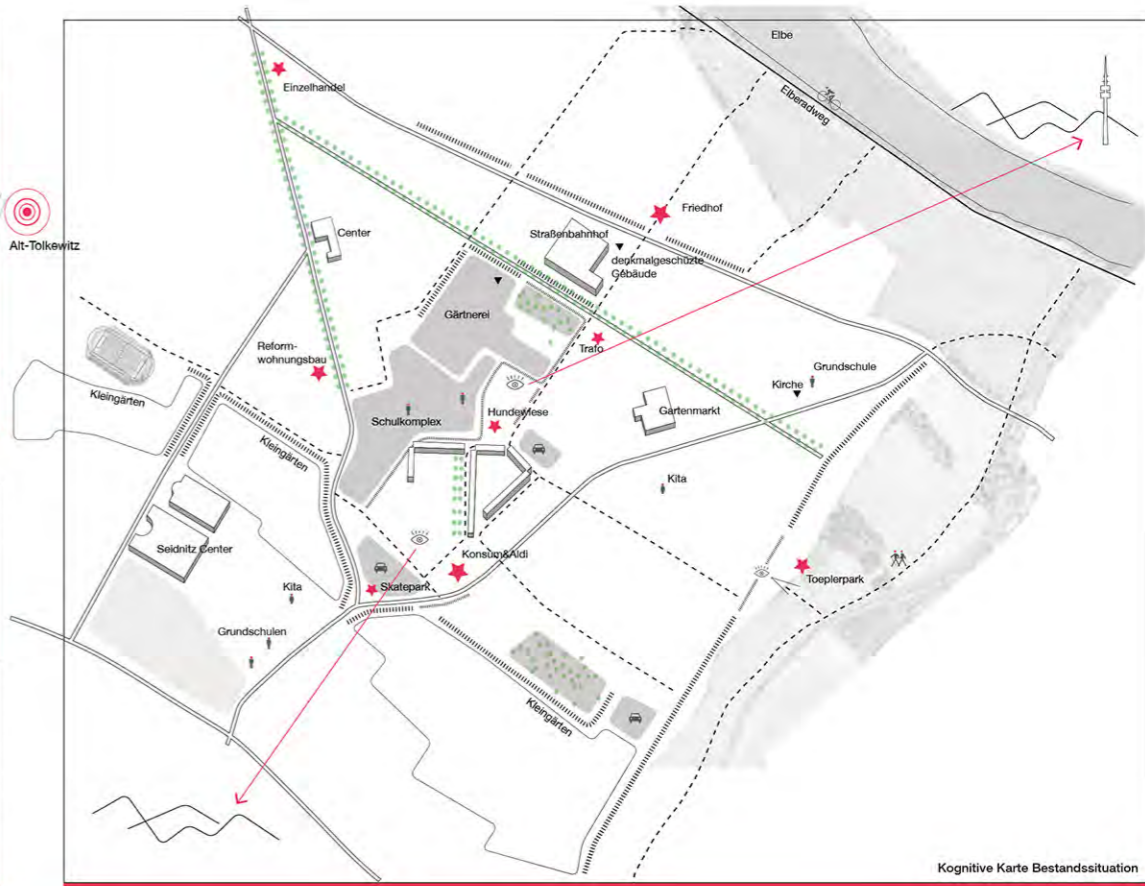 Elbe
Einzelhandel
Elberadweg
Friedhof
Alt-Tolkewitz
Center
Straßenbahnhof
denkmalgeschüzte
Gebäude
Gärtnerei
Reform-
wohnungsbau
Trafo
Grundschule
Kirche
Kleingärten
Schulkomplex
Hundewiese
Gartenmarkt
Kleingärten
Kita
Seidnitz Center
Konsum&Aldi
Toeplerpark
Kita
Skatepark
Grundschulen
Kleingärten
Kognitive Karte Bestandssituation